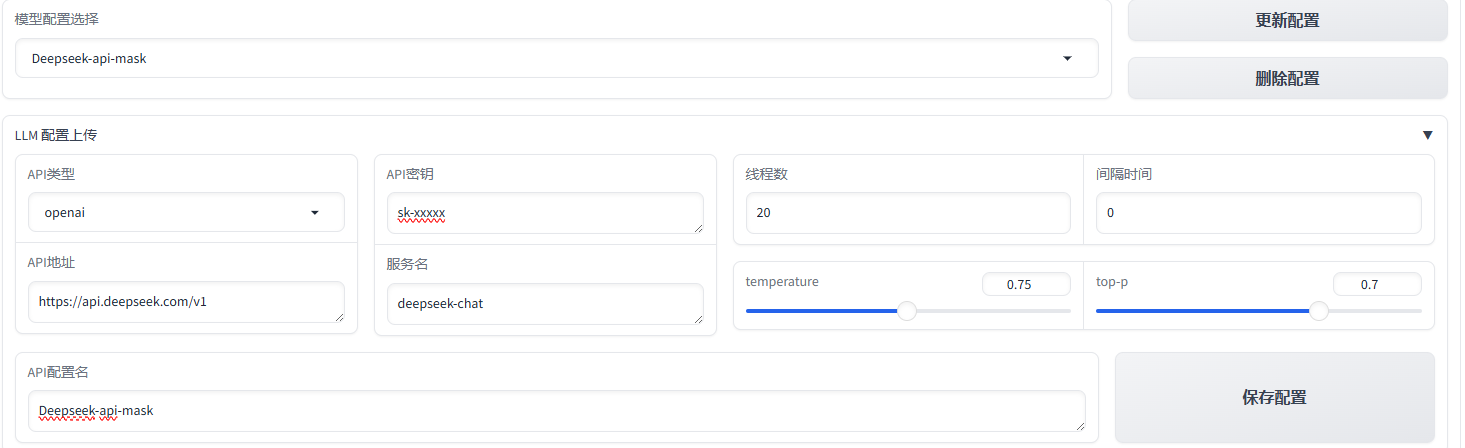 模型配置选择
Deepseek-api-mask
更新配置
删除配置
LLM 配置上传
API类型
openai
API地址
https://api.deepseek.com/v1
API密钥
sk-xxxxx
服务名
deepseek-chat
线程数
20
间隔时间
0
temperature
0.75
top-p
0.7
API配置名
Deepseek-api-mask
保存配置